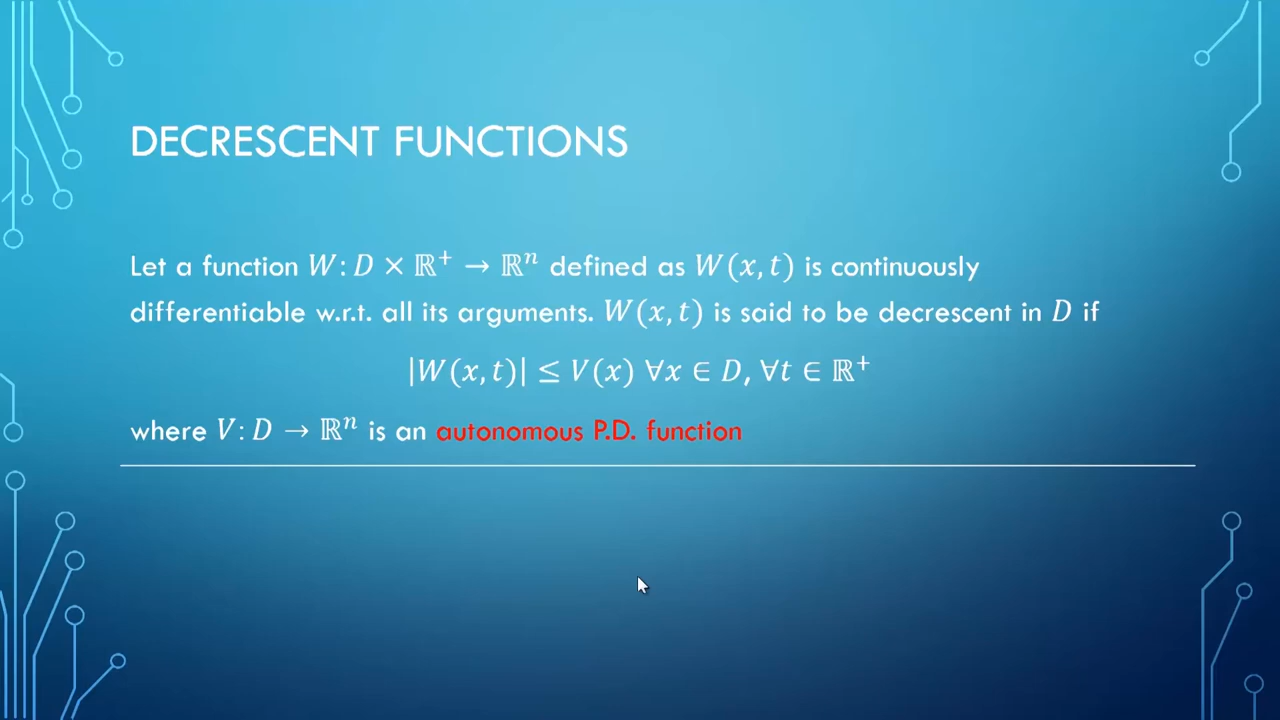 DECRESCENT FUNCTIONS
Let a function W: D × ℝ⁺ → ℝⁿ defined as W(x, t) is continuously
differentiable w.r.t. all its arguments. W(x, t) is said to be decrescent in D if
|W(x, t)| ≤ V(x) ∀x ∈ D, ∀t ∈ ℝ⁺
where V: D → ℝⁿ is an autonomous P.D. function